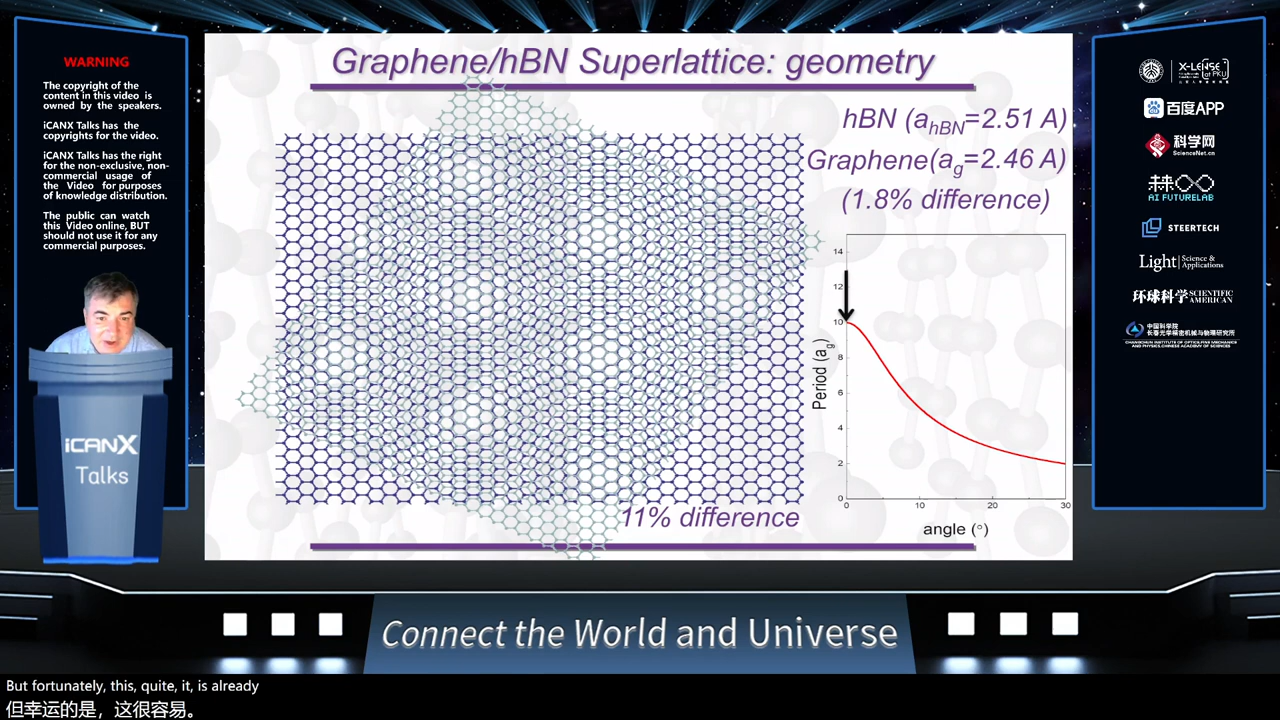 WARNING
The copyright of the
content in this video is
owned by the speakers.
iCANX Talks has the
copyrights for the video.
iCANX Talks has the right
for the non-exclusive, non-
commercial usage of
the Video for purposes
of knowledge distribution.
The public can watch
this Video online, BUT
should not use it for any
commercial purposes.
iCANX
Talks
Graphene/hBN Superlattice: geometry
hBN (ahBN=2.51 A)
Graphene(ag=2.46 A)
(1.8% difference)
14
12
10
8
6
4
2
0
Period (ag)
0 10 20 30
angle (°)
11% difference
X-LENSE
at PKU
百度APP
科学网
ScienceNet.cn
未来
AI FUTURELAB
STEERTECH
Light Science &
Applications
环球科学 SCIENTIFIC
AMERICAN
中国科学院
长春光学精密机械与物理研究所
CHANGCHUN INSTITUTE OF OPTICS, FINE MECHANICS
AND PHYSICS, CHINESE ACADEMY OF SCIENCES
Connect the World and Universe
But fortunately, this, quite, it, is already
但幸运的是，这很容易。